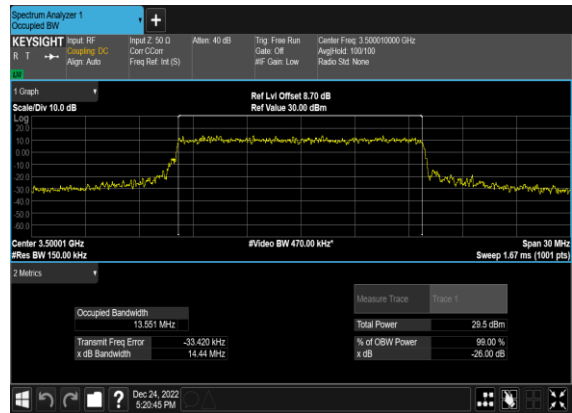 Spectrum Analyzer 1
Occupied BW
KEYSIGHT Input: RF Input Z: 50 Ω Atten: 40 dB Trig: Free Run Center Freq: 3.500010000 GHz
R T Coupling: DC Corr CCorr Gate: Off Avg|Hold: 100/100
Align: Auto Freq Ref: Int (S) #IF Gain: Low Radio Std: None
LXI
1 Graph
Ref Lvl Offset 8.70 dB
Scale/Div 10.0 dB Ref Value 30.00 dBm
Log
20.0
10.0
0.00
-10.0
-20.0
-30.0
-40.0
-50.0
-60.0
Center 3.50001 GHz #Video BW 470.00 kHz* Span 30 MHz
#Res BW 150.00 kHz Sweep 1.67 ms (1001 pts)
2 Metrics
Measure Trace Trace 1
Occupied Bandwidth
13.551 MHz Total Power 29.5 dBm
Transmit Freq Error -33.420 kHz % of OBW Power 99.00 %
x dB Bandwidth 14.44 MHz x dB -26.00 dB
? Dec 24, 2022
5:20:45 PM